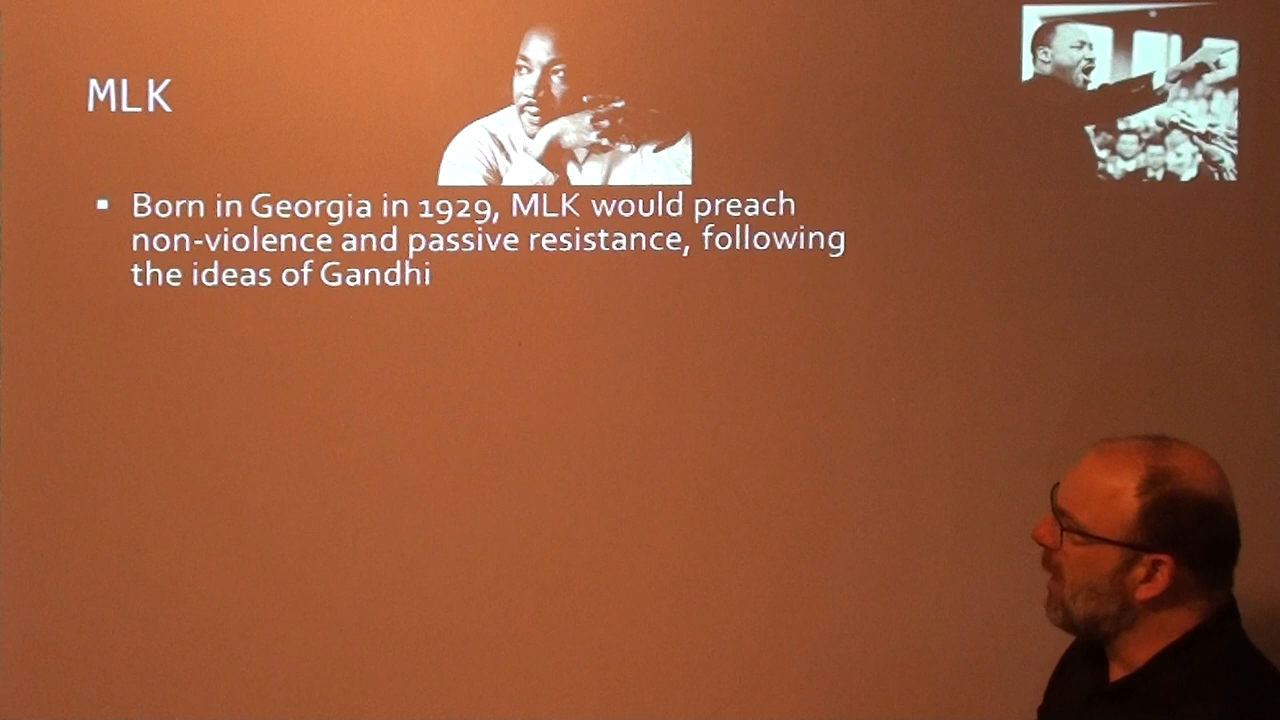 MLK
▪ Born in Georgia in 1929, MLK would preach
non-violence and passive resistance, following
the ideas of Gandhi